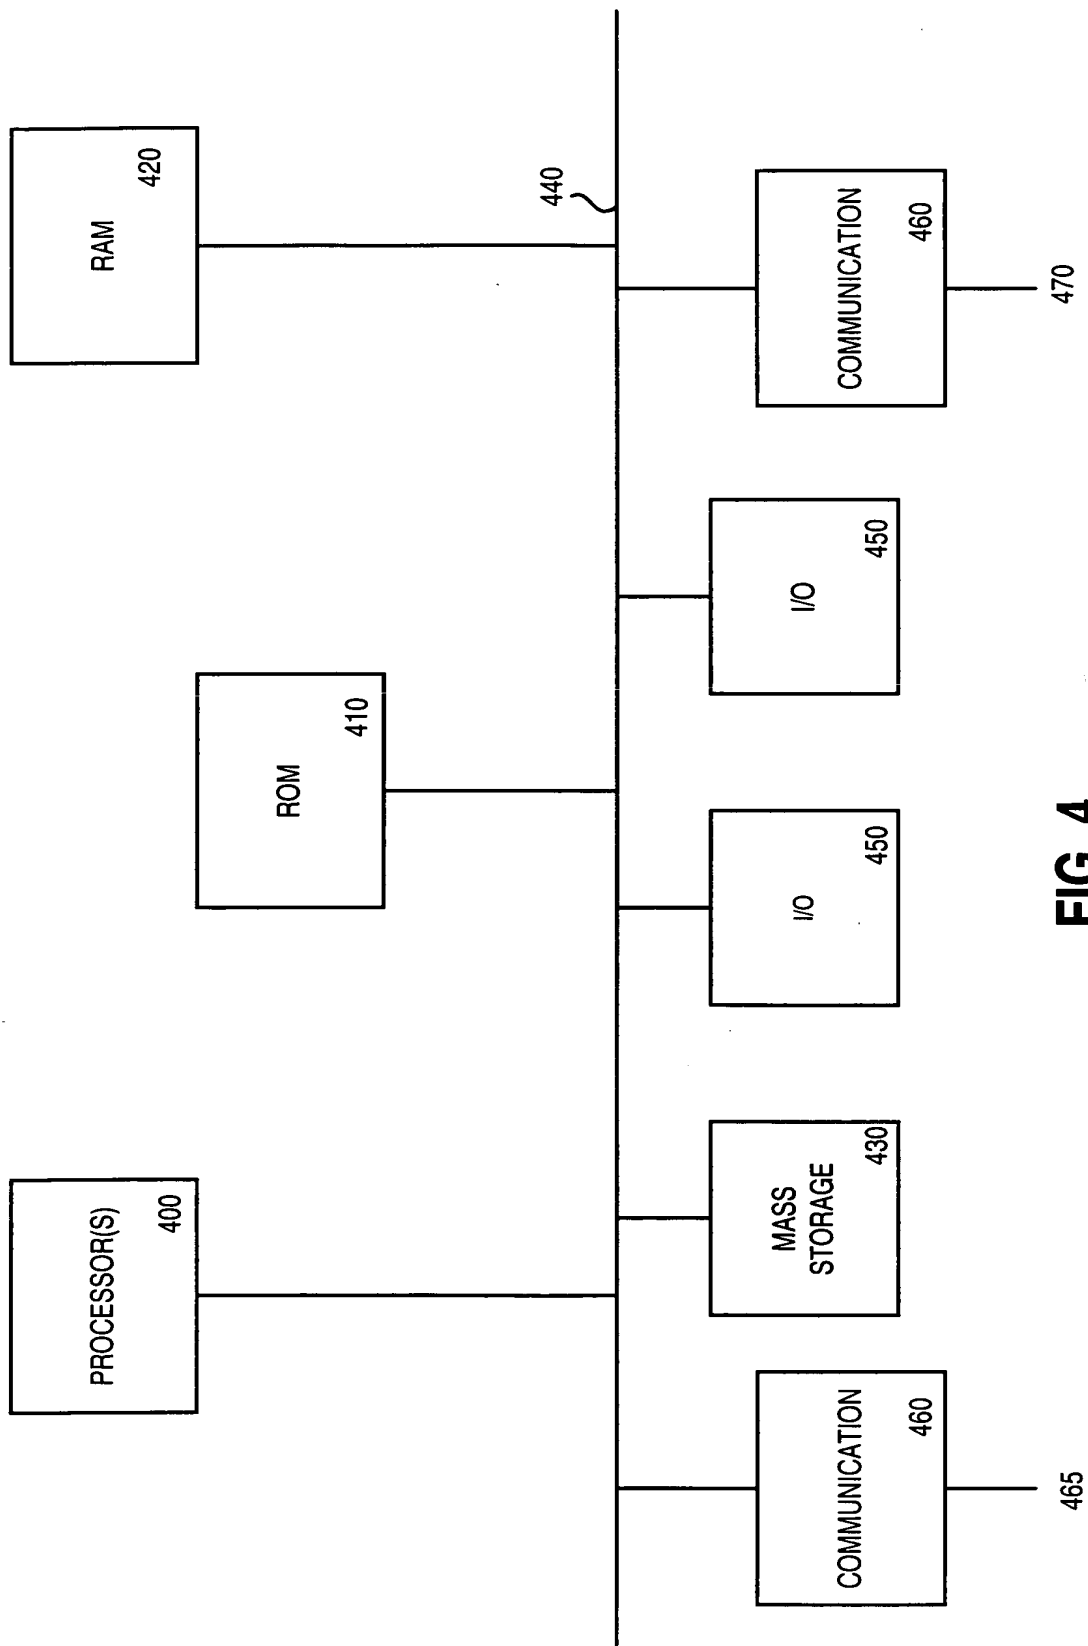 PROCESSOR(S)
400
ROM
410
RAM
420
440
COMMUNICATION
460
465
MASS
STORAGE
430
I/O
450
I/O
450
COMMUNICATION
460
470
FIG. 4